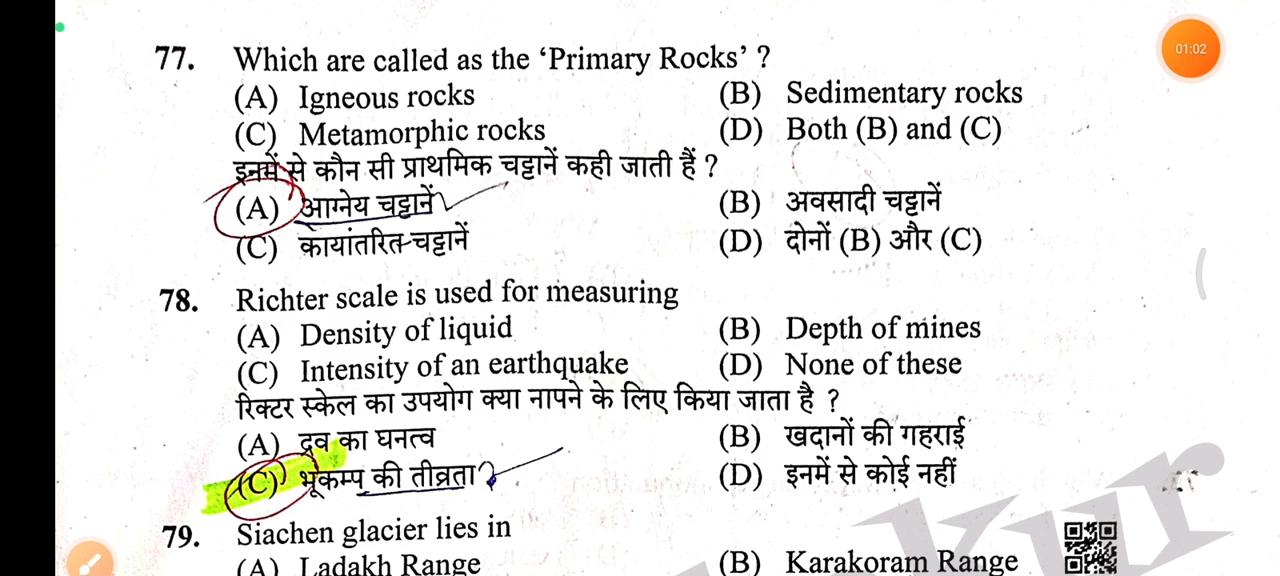 01:02
77. Which are called as the ‘Primary Rocks’ ?
(A) Igneous rocks (B) Sedimentary rocks
(C) Metamorphic rocks (D) Both (B) and (C)
इनमें से कौन सी प्राथमिक चट्टानें कही जाती हैं ?
(A) आग्नेय चट्टानें (B) अवसादी चट्टानें
(C) कायांतरित चट्टानें (D) दोनों (B) और (C)
78. Richter scale is used for measuring
(A) Density of liquid (B) Depth of mines
(C) Intensity of an earthquake (D) None of these
रिक्टर स्केल का उपयोग क्या नापने के लिए किया जाता है ?
(A) द्रव का घनत्व (B) खदानों की गहराई
(C) भूकम्प की तीव्रता (D) इनमें से कोई नहीं
79. Siachen glacier lies in
(A) Ladakh Range (B) Karakoram Range
kur